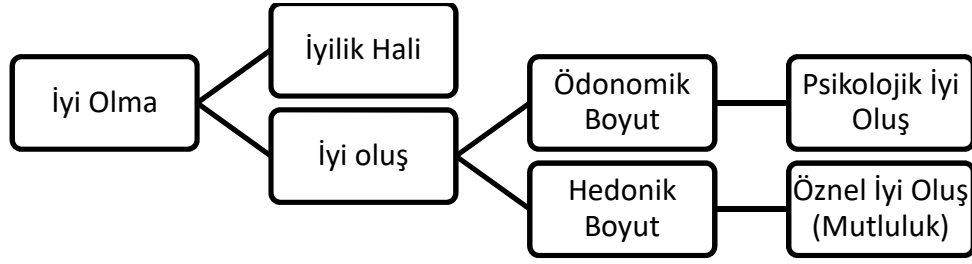 İyi Olma
İyilik Hali
İyi oluş
Ödonomik
Boyut
Psikolojik İyi
Oluş
Hedonik
Boyut
Öznel İyi Oluş
(Mutluluk)